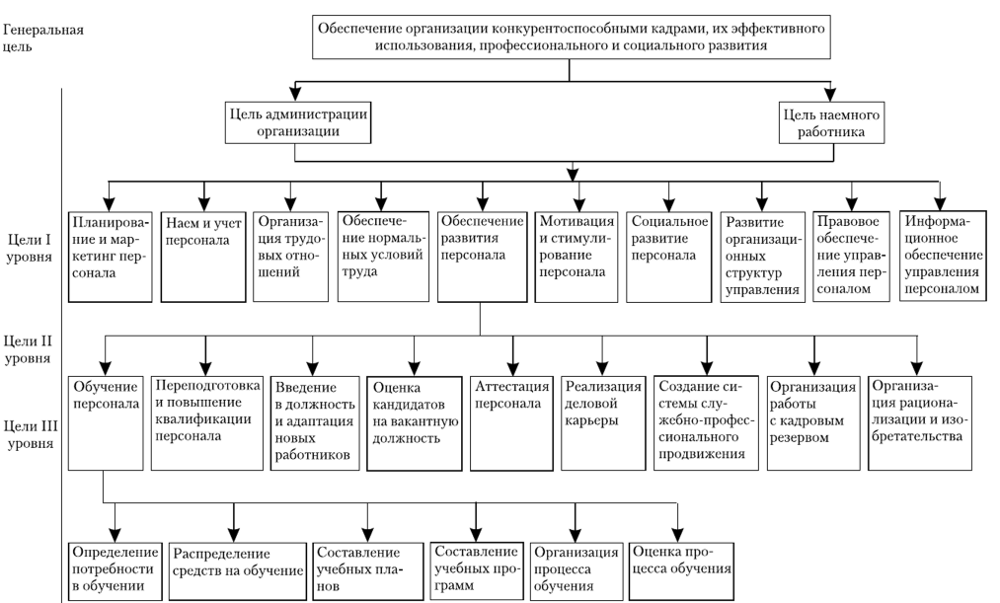 Генеральная
цель
Обеспечение организации конкурентоспособными кадрами, их эффективного
использования, профессионального и социального развития
Цель администрации
организации
Цель наемного
работника
Цели I
уровня
Планирова-
ние и мар-
кетинг пер-
сонала
Наем и учет
персонала
Организа-
ция трудо-
вых отно-
шений
Обеспече-
ние нормаль-
ных условий
труда
Обеспечение
развития
персонала
Мотивация
и стимули-
рование
персонала
Социальное
развитие
персонала
Развитие
организаци-
онных
структур
управления
Правовое
обеспече-
ние управ-
ления пер-
соналом
Информа-
ционное
обеспечение
управления
персоналом
Цели II
уровня
Обучение
персонала
Переподготовка
и повышение
квалификации
персонала
Введение
в должность
и адаптация
новых
работников
Оценка
кандидатов
на вакантную
должность
Аттестация
персонала
Реализация
деловой
карьеры
Создание си-
стемы слу-
жебно-профес-
сионального
продвижения
Организация
работы
с кадровым
резервом
Организа-
ция рациона-
лизации и изо-
бретательства
Цели III
уровня
Определение
потребности
в обучении
Распределение
средств на обучение
Составление
учебных пла-
нов
Составление
учебных про-
грамм
Организация
процесса
обучения
Оценка про-
цесса обучения